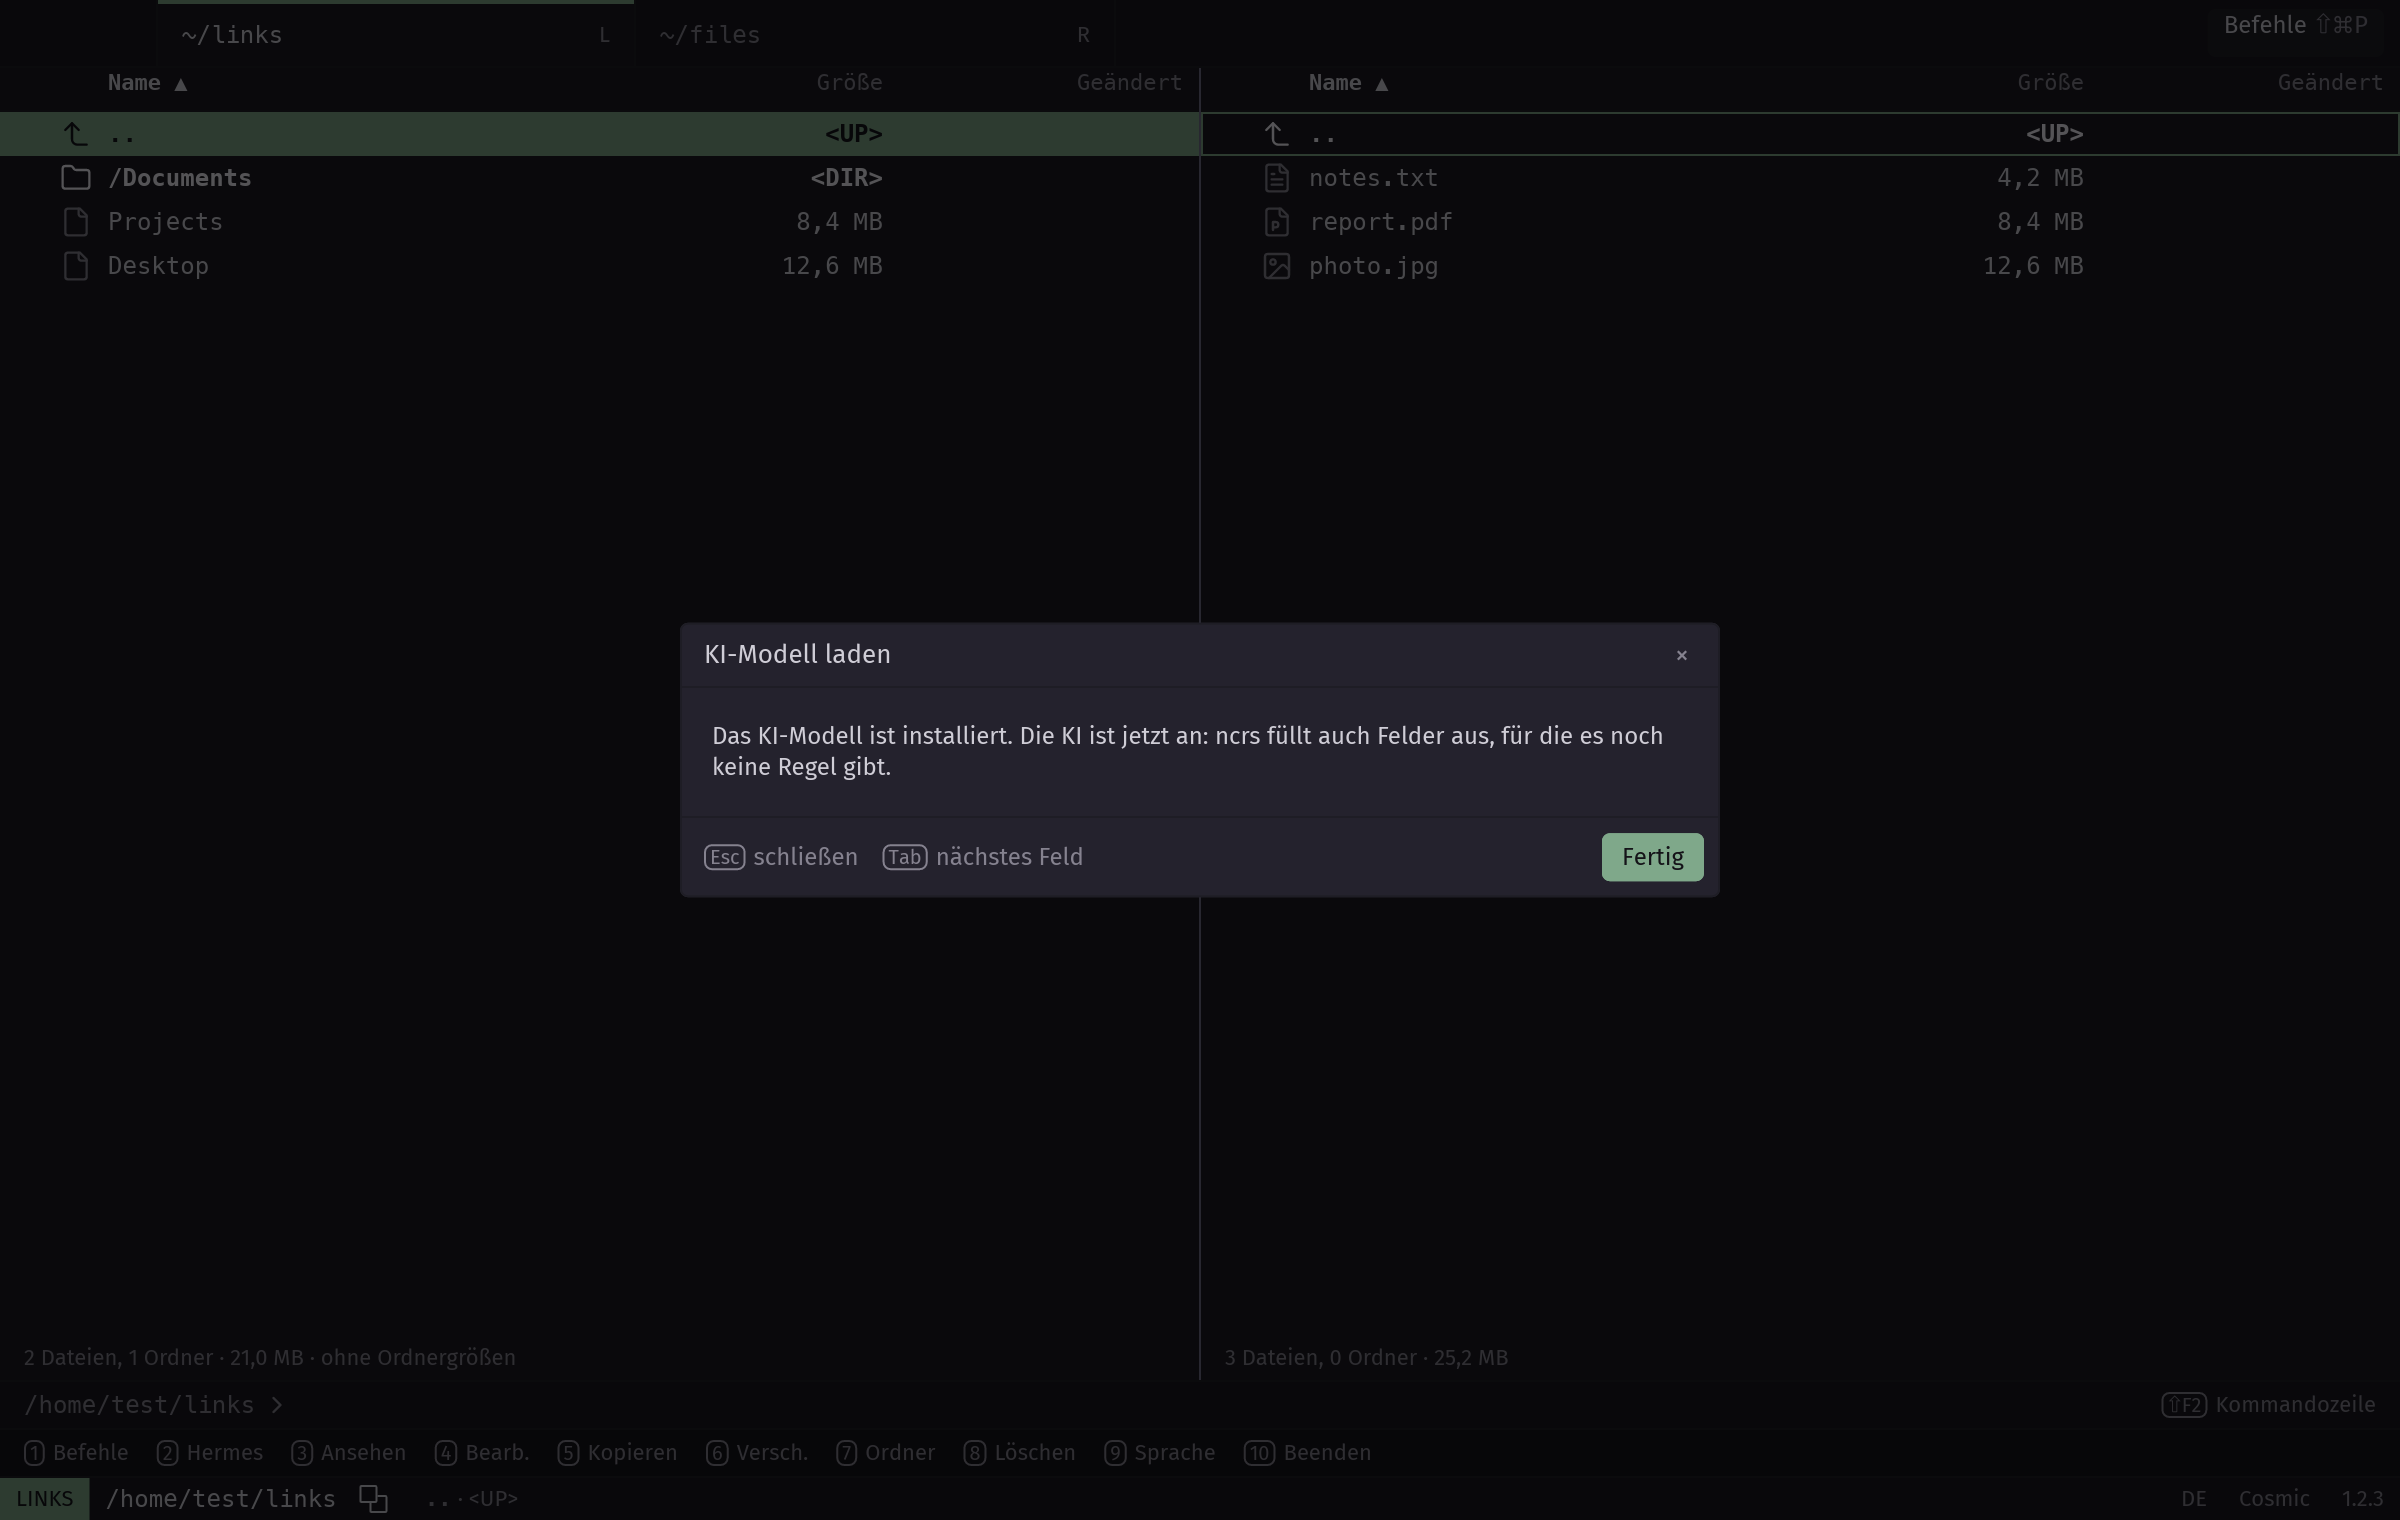 ~/links L ~/files R Befehle ⇧⌘P
Name ▲ Größe Geändert Name ▲ Größe Geändert
.. <UP> .. <UP>
/Documents <DIR> notes.txt 4,2 MB
Projects 8,4 MB report.pdf 8,4 MB
Desktop 12,6 MB photo.jpg 12,6 MB
KI-Modell laden ×
Das KI-Modell ist installiert. Die KI ist jetzt an: ncrs füllt auch Felder aus, für die es noch
keine Regel gibt.
Esc schließen Tab nächstes Feld Fertig
2 Dateien, 1 Ordner · 21,0 MB · ohne Ordnergrößen 3 Dateien, 0 Ordner · 25,2 MB
/home/test/links > ⇧F2 Kommandozeile
1 Befehle 2 Hermes 3 Ansehen 4 Bearb. 5 Kopieren 6 Versch. 7 Ordner 8 Löschen 9 Sprache 10 Beenden
LINKS /home/test/links .. · <UP> DE Cosmic 1.2.3